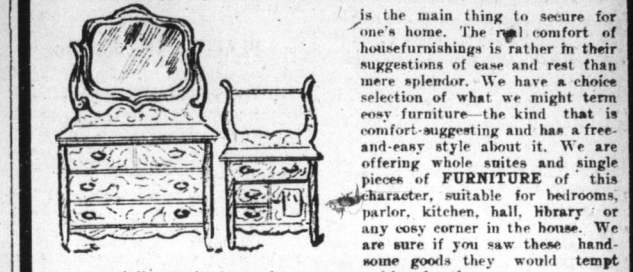 is the main thing to secure for
one's home. The real comfort of
housefurnishings is rather in their
suggestions of ease and rest than
mere splendor. We have a choice
selection of what we might term
cosy furniture—the kind that is
comfort-suggesting and has a free-
and-easy style about it. We are
offering whole suites and single
pieces of FURNITURE of this
character, suitable for bedrooms,
parlor, kitchen, hall, library or
any cosy corner in the house. We
are sure if you saw these hand-
some goods they would tempt